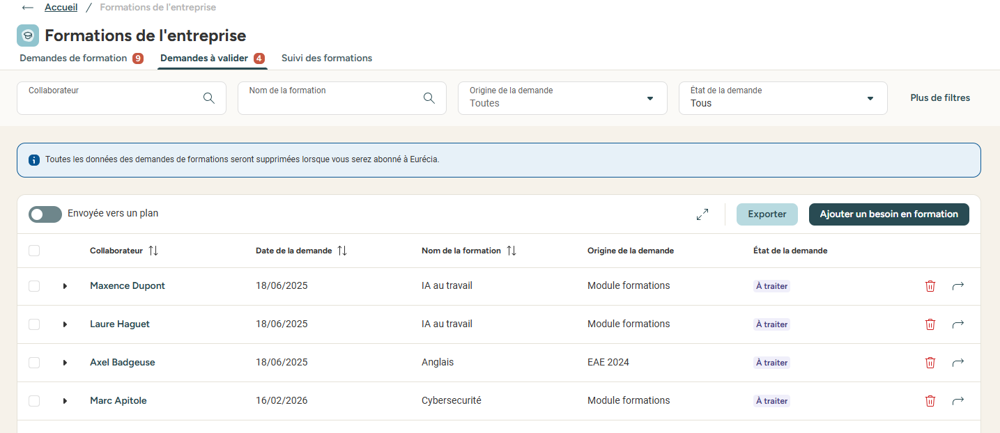 Accueil / Formations de l'entreprise
Formations de l'entreprise
Demandes de formation 9 Demandes à valider 4 Suivi des formations
Collaborateur Nom de la formation Origine de la demande État de la demande
Toutes Tous Plus de filtres
Toutes les données des demandes de formations seront supprimées lorsque vous serez abonné à Eurécia.
Envoyée vers un plan Exporter Ajouter un besoin en formation
Collaborateur Date de la demande Nom de la formation Origine de la demande État de la demande
Maxence Dupont 18/06/2025 IA au travail Module formations À traiter
Laure Haguet 18/06/2025 IA au travail Module formations À traiter
Axel Badgeuse 18/06/2025 Anglais EAE 2024 À traiter
Marc Apitole 16/02/2026 Cybersecurité Module formations À traiter